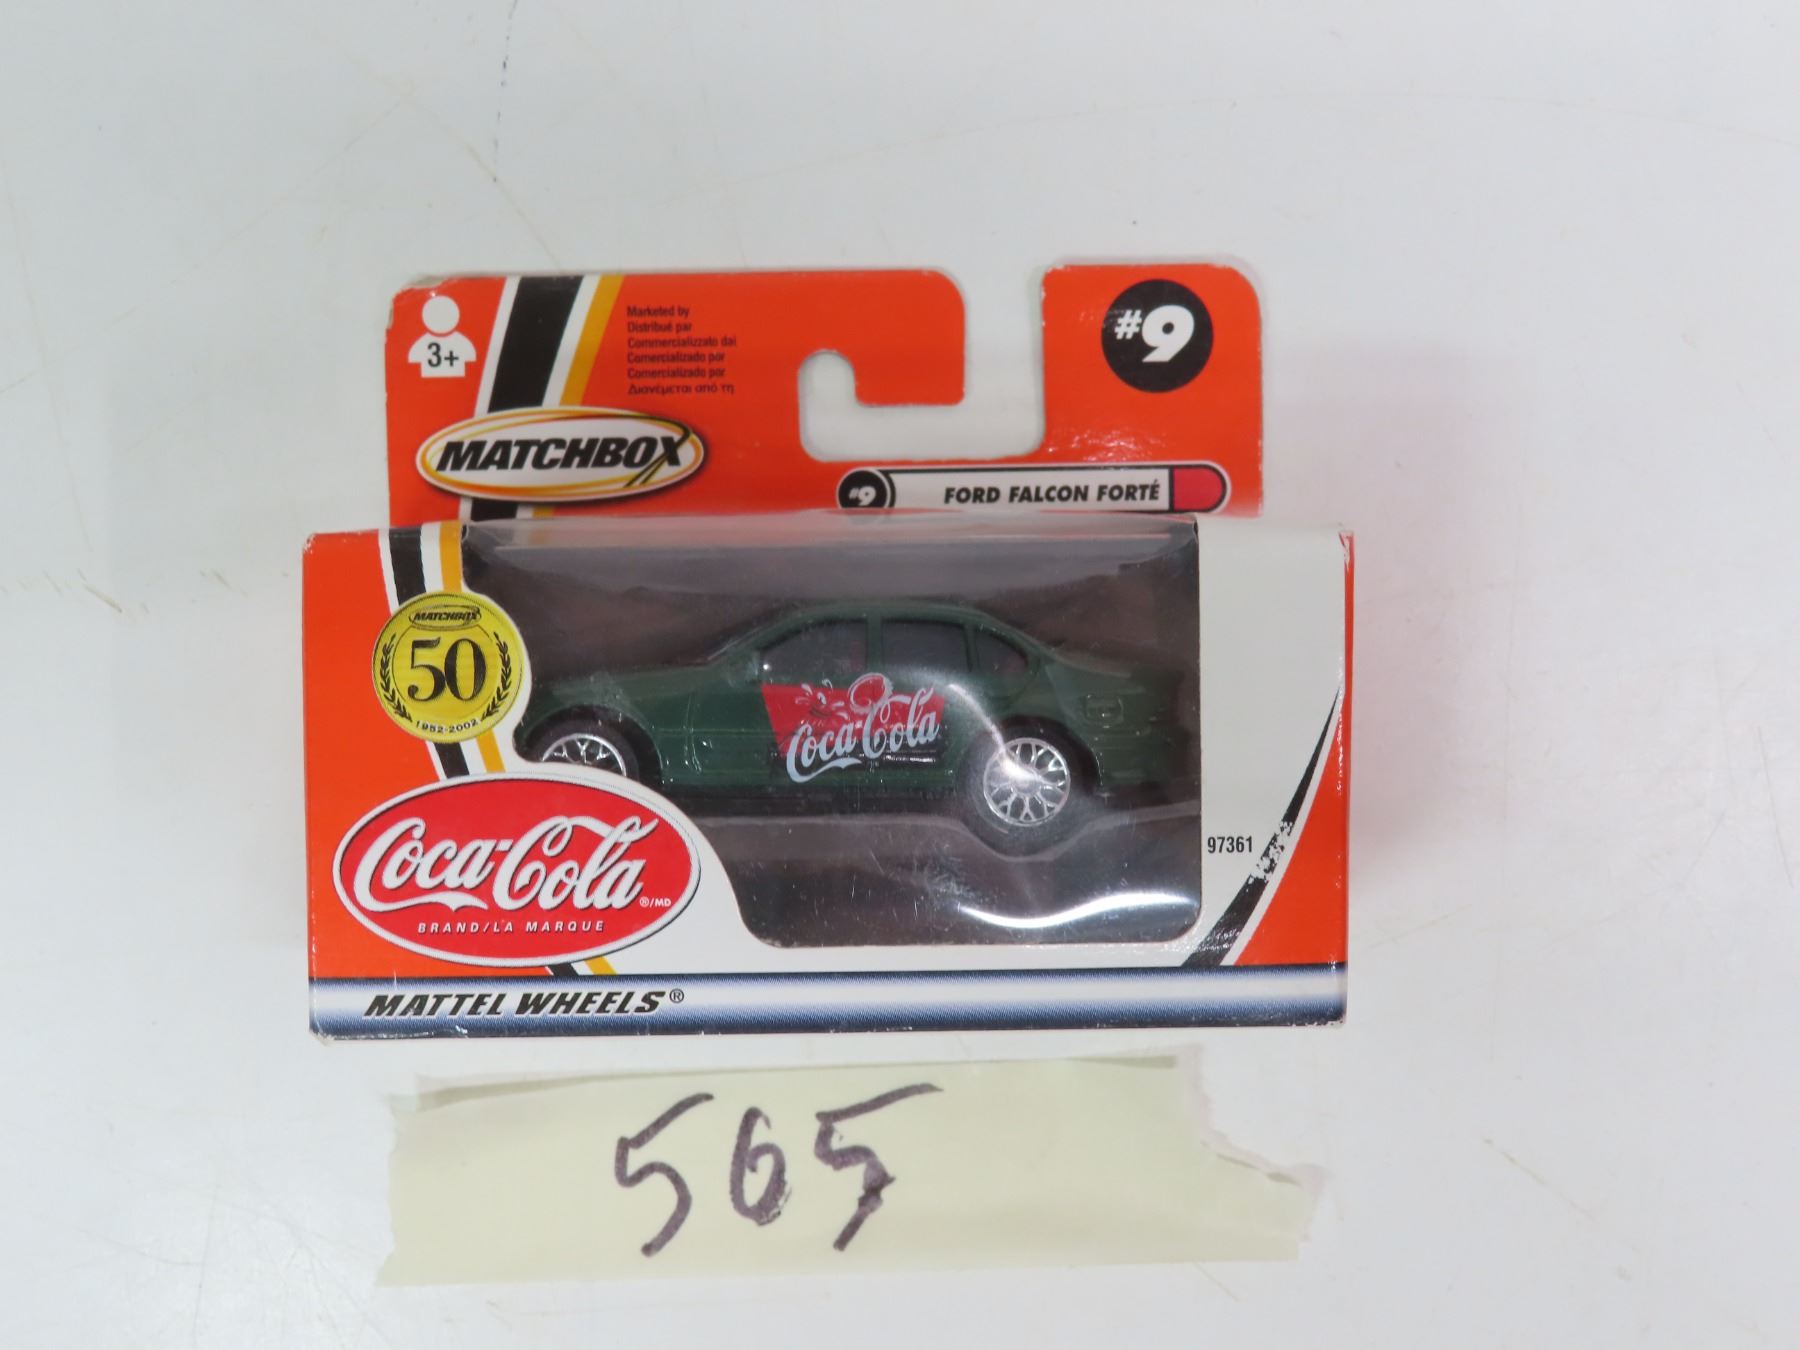 3+
Marketed by
Distribué par
Commercializzato dai
Comercializado por
Comercializado por
Διανέμεται από τη
#9
MATCHBOX
#9 FORD FALCON FORTÉ
MATCHBOX
50
1952-2002
Coca-Cola
97361
Coca-Cola ®/MD
BRAND/LA MARQUE
MATTEL WHEELS®
565